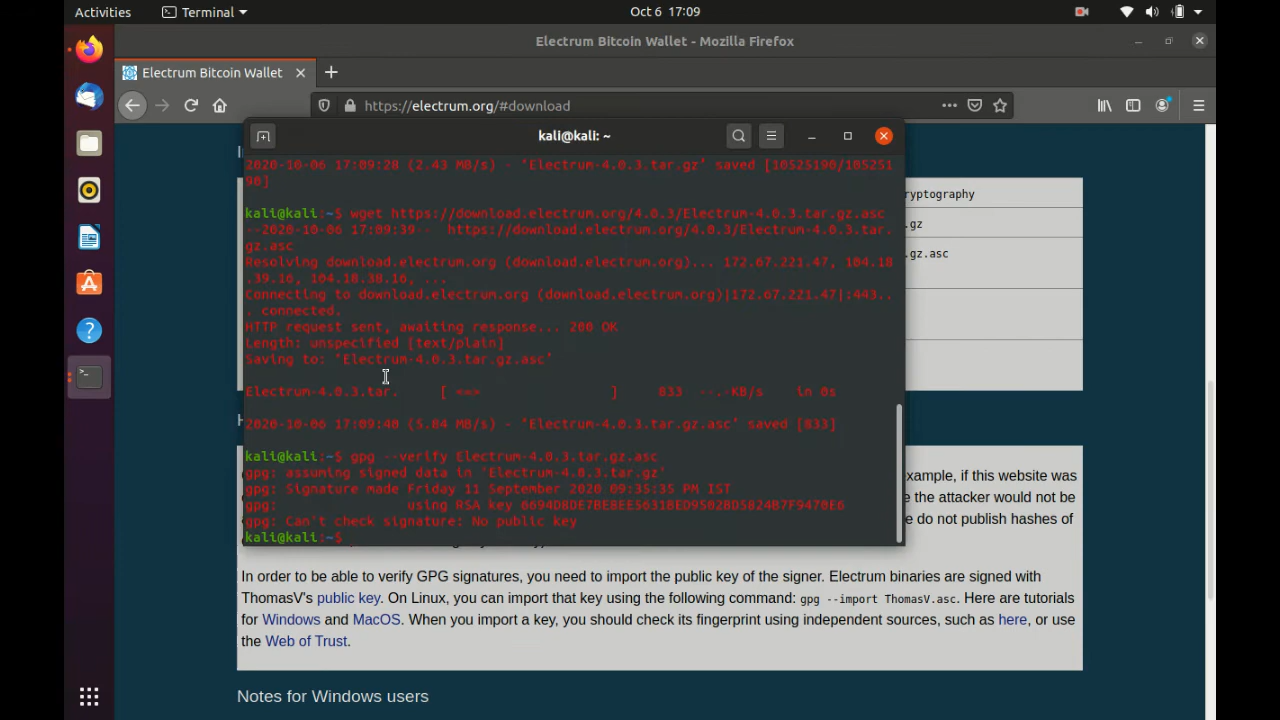 Activities
Terminal
Oct 6 17:09
Electrum Bitcoin Wallet - Mozilla Firefox
Electrum Bitcoin Wallet
https://electrum.org/#download
kali@kali: ~
2020-10-06 17:09:28 (2.43 MB/s) - 'Electrum-4.0.3.tar.gz' saved [10525190/105251
90]
kali@kali:~$ wget https://download.electrum.org/4.0.3/Electrum-4.0.3.tar.gz.asc
--2020-10-06 17:09:39-- https://download.electrum.org/4.0.3/Electrum-4.0.3.tar.
gz.asc
Resolving download.electrum.org (download.electrum.org)... 172.67.221.47, 104.18
.39.16, 104.18.38.16, ...
Connecting to download.electrum.org (download.electrum.org)|172.67.221.47|:443..
. connected.
HTTP request sent, awaiting response... 200 OK
Length: unspecified [text/plain]
Saving to: 'Electrum-4.0.3.tar.gz.asc'
Electrum-4.0.3.tar. [ <=> ] 833 --.-KB/s in 0s
2020-10-06 17:09:40 (5.84 MB/s) - 'Electrum-4.0.3.tar.gz.asc' saved [833]
kali@kali:~$ gpg --verify Electrum-4.0.3.tar.gz.asc
gpg: assuming signed data in 'Electrum-4.0.3.tar.gz'
gpg: Signature made Friday 11 September 2020 09:35:35 PM IST
gpg: using RSA key 6694D8DE7BE8EE5631BED9502BD5824B7F9470E6
gpg: Can't check signature: No public key
kali@kali:~$
ryptography
.gz
.gz.asc
example, if this website was
e the attacker would not be
e do not publish hashes of
In order to be able to verify GPG signatures, you need to import the public key of the signer. Electrum binaries are signed with
ThomasV's public key. On Linux, you can import that key using the following command: gpg --import ThomasV.asc. Here are tutorials
for Windows and MacOS. When you import a key, you should check its fingerprint using independent sources, such as here, or use
the Web of Trust.
Notes for Windows users